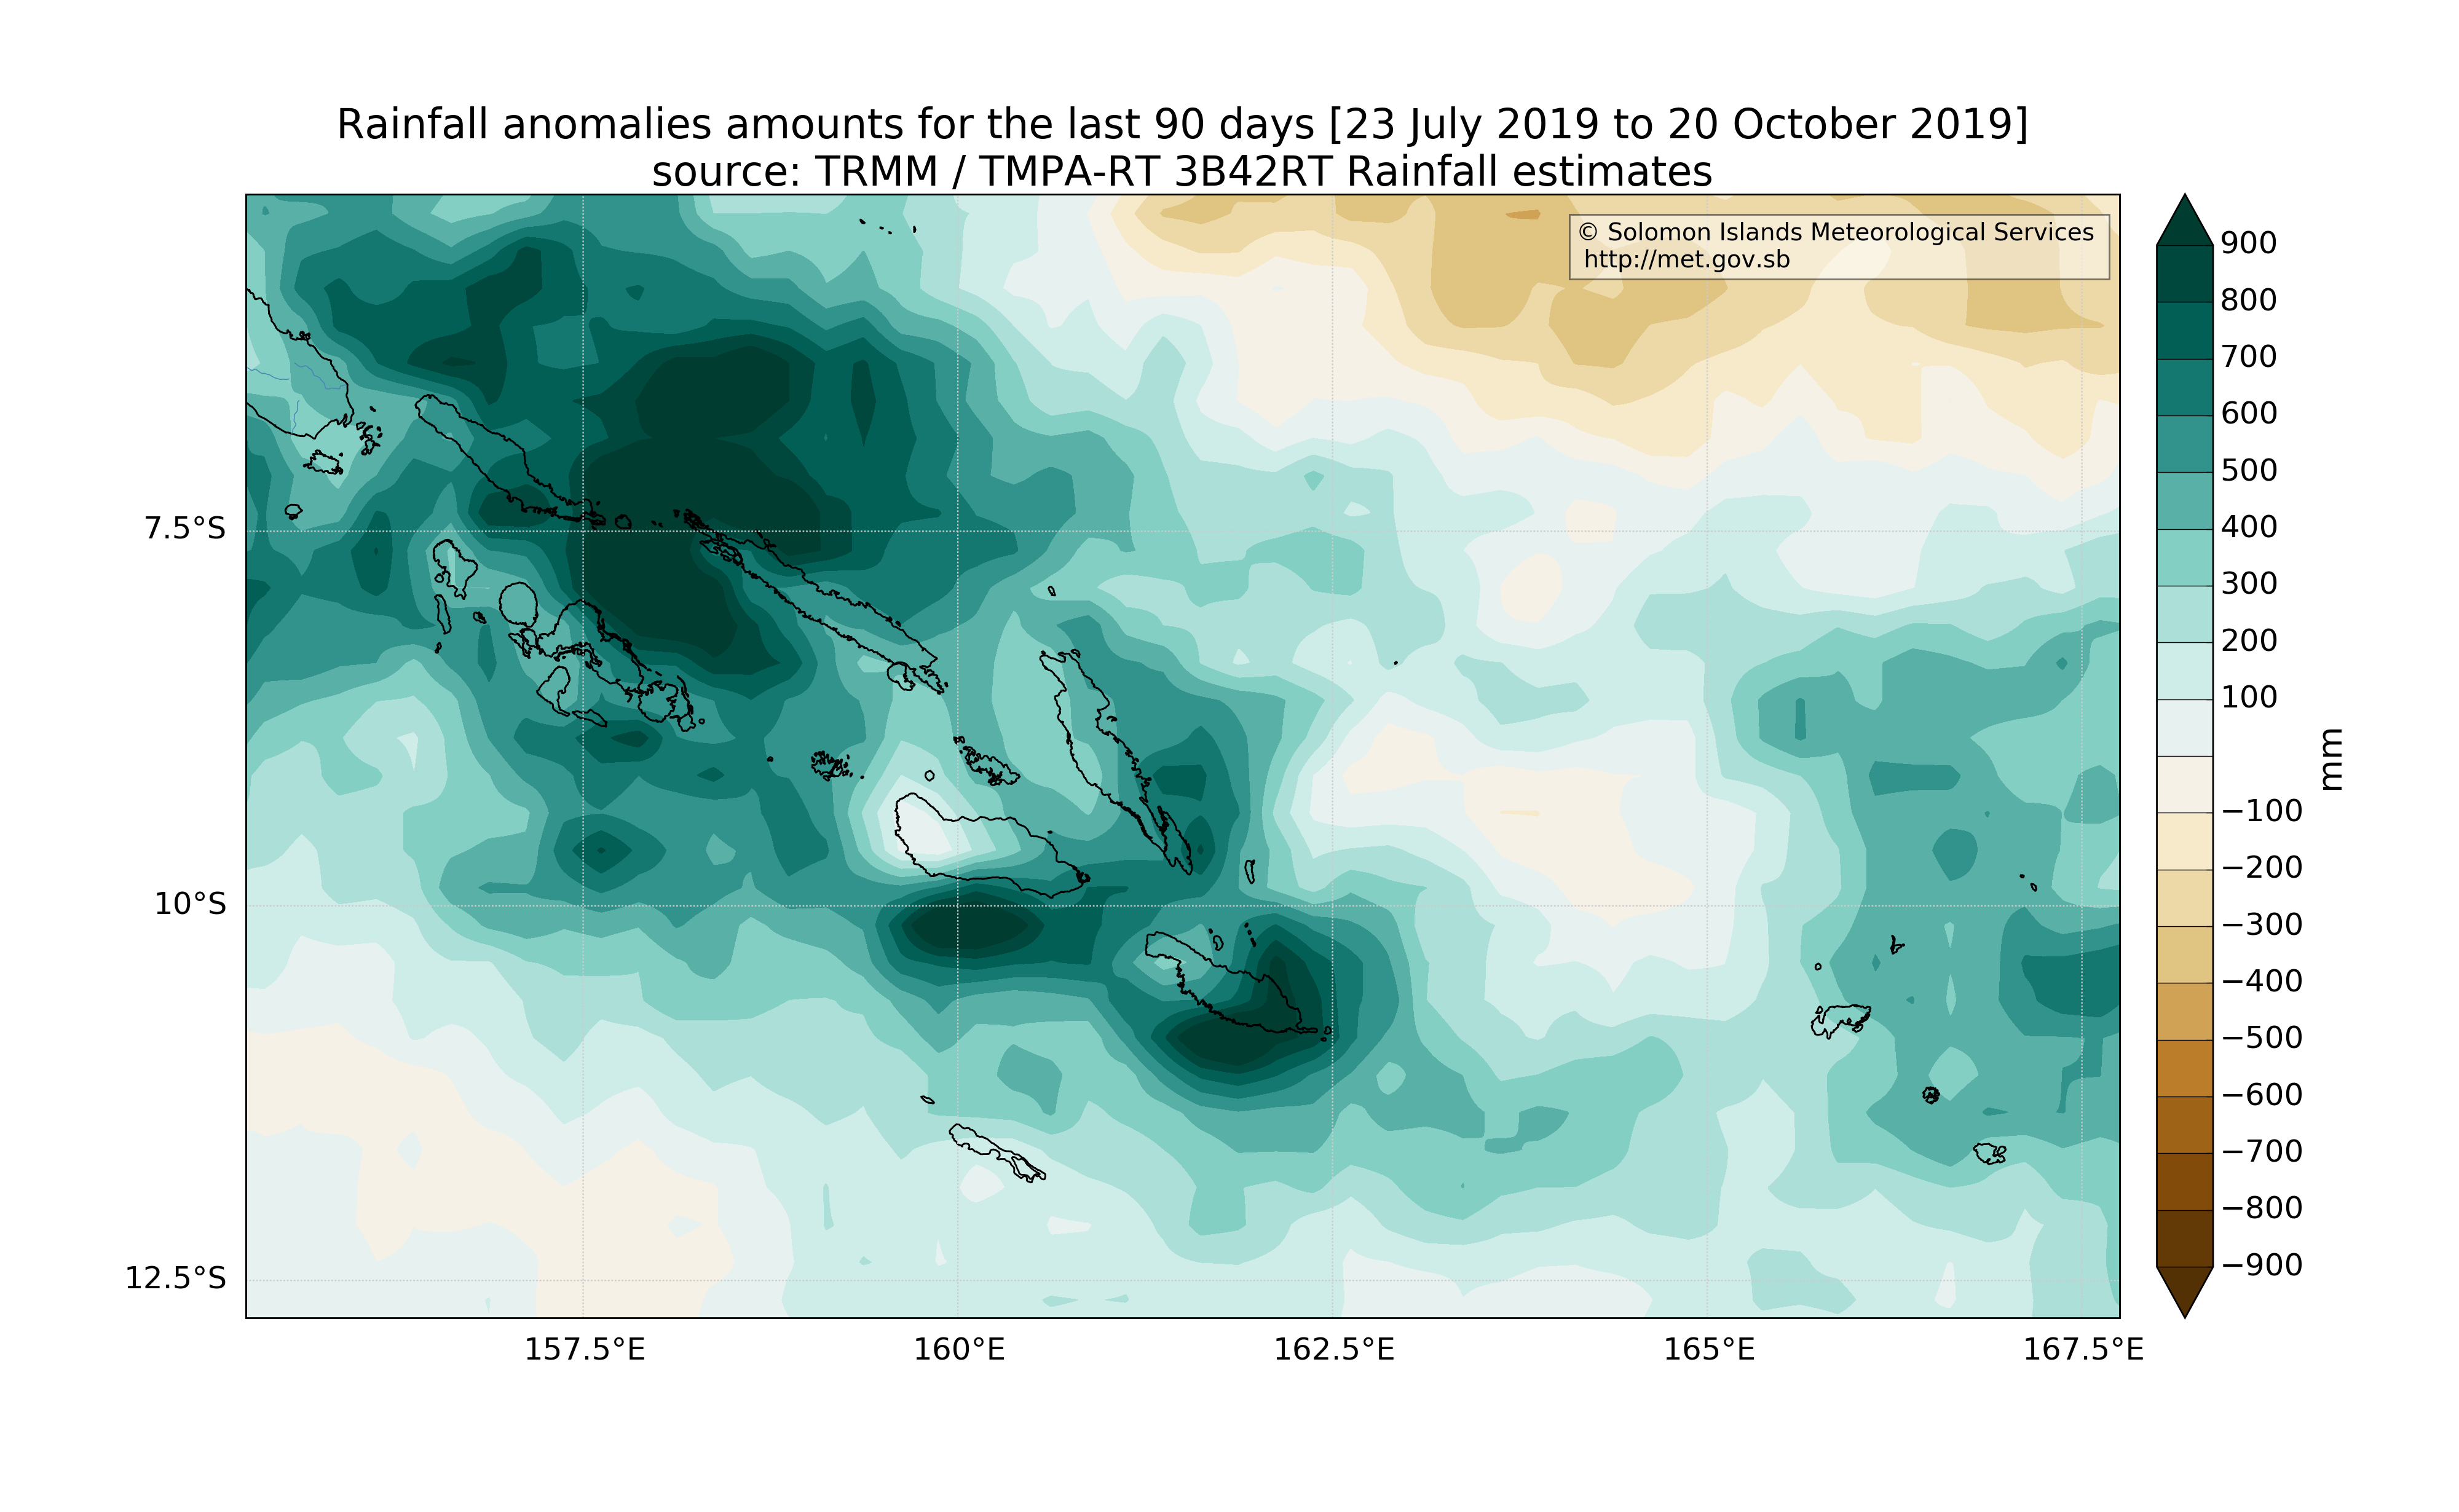 Rainfall anomalies amounts for the last 90 days [23 July 2019 to 20 October 2019]
source: TRMM / TMPA-RT 3B42RT Rainfall estimates
© Solomon Islands Meteorological Services
http://met.gov.sb
900
800
700
600
500
400
300
200
100
−100
−200
−300
−400
−500
−600
−700
−800
−900
mm
7.5°S
10°S
12.5°S
157.5°E
160°E
162.5°E
165°E
167.5°E